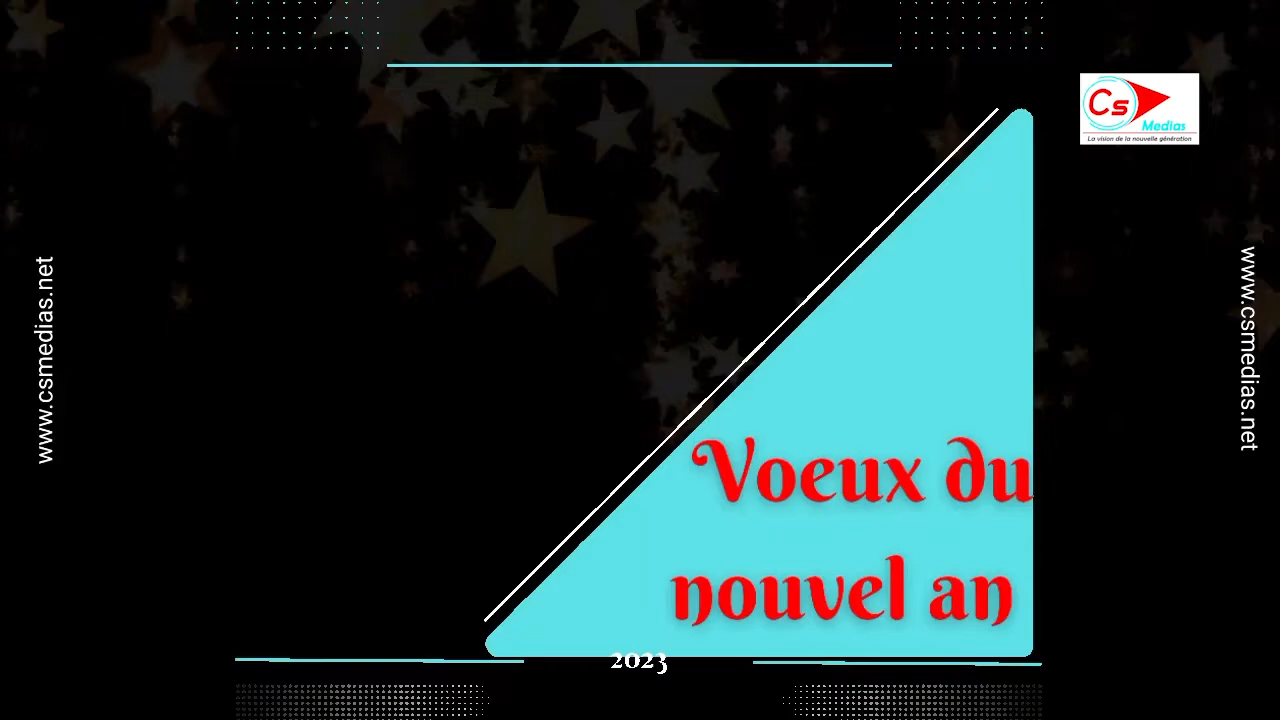 Cs
Medias
La vision de la nouvelle génération
www.csmedias.net
www.csmedias.net
Voeux du
nouvel an
2023